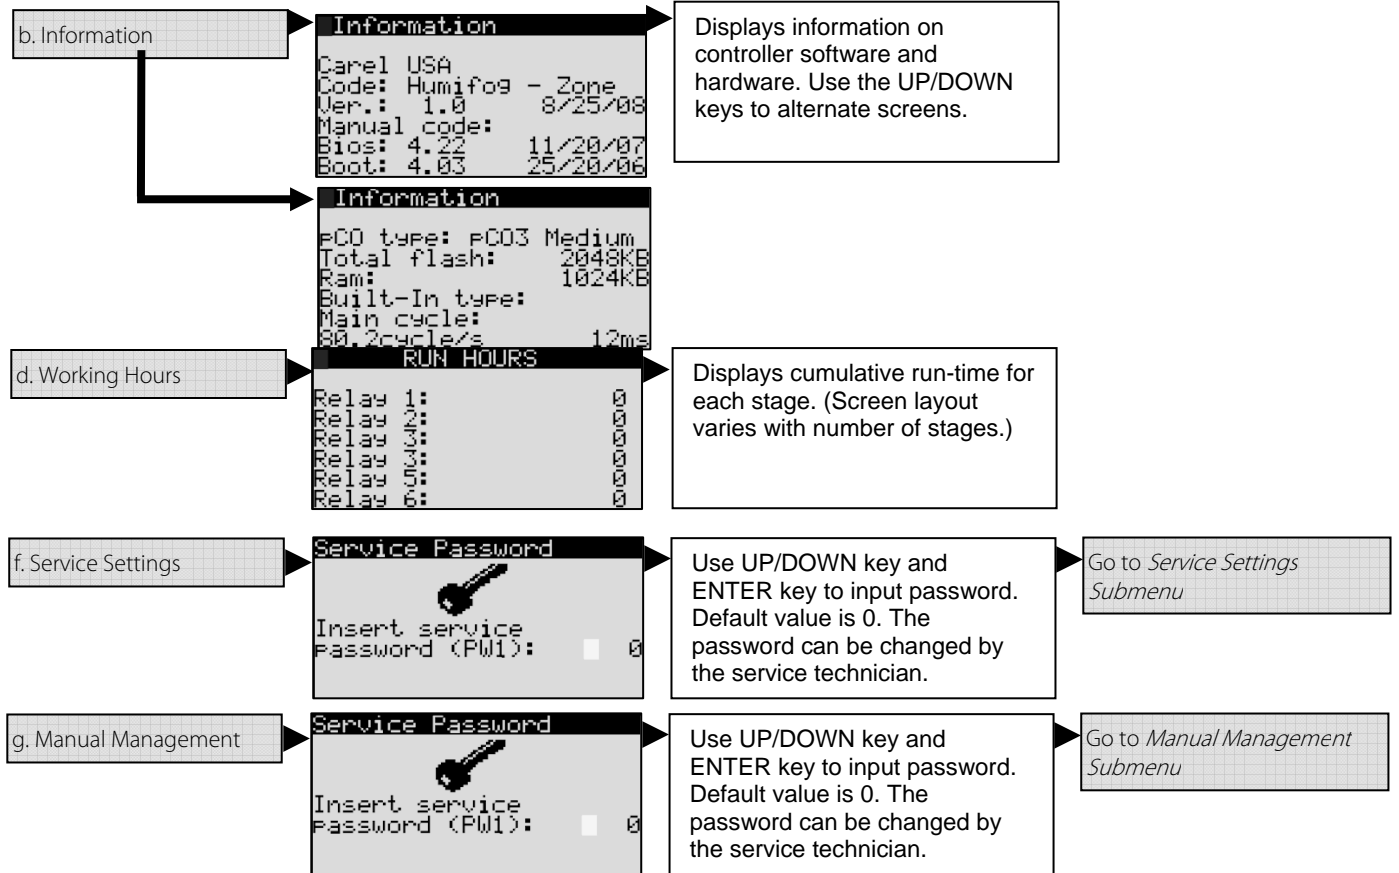 b. Information
Information
Carel USA
Code: Humifog - Zone
Ver.: 1.0 8/25/08
Manual code:
Bios: 4.22 11/20/07
Boot: 4.03 25/20/06
Displays information on
controller software and
hardware. Use the UP/DOWN
keys to alternate screens.
Information
pCO type: pCO3 Medium
Total flash: 2048KB
Ram: 1024KB
Built-In type:
Main cycle:
80.2cycle/s 12ms
d. Working Hours
RUN HOURS
Relay 1: 0
Relay 2: 0
Relay 3: 0
Relay 3: 0
Relay 5: 0
Relay 6: 0
Displays cumulative run-time for
each stage. (Screen layout
varies with number of stages.)
f. Service Settings
Service Password
Insert service
password (PW1): 0
Use UP/DOWN key and
ENTER key to input password.
Default value is 0. The
password can be changed by
the service technician.
Go to Service Settings
Submenu
g. Manual Management
Service Password
Insert service
password (PW1): 0
Use UP/DOWN key and
ENTER key to input password.
Default value is 0. The
password can be changed by
the service technician.
Go to Manual Management
Submenu